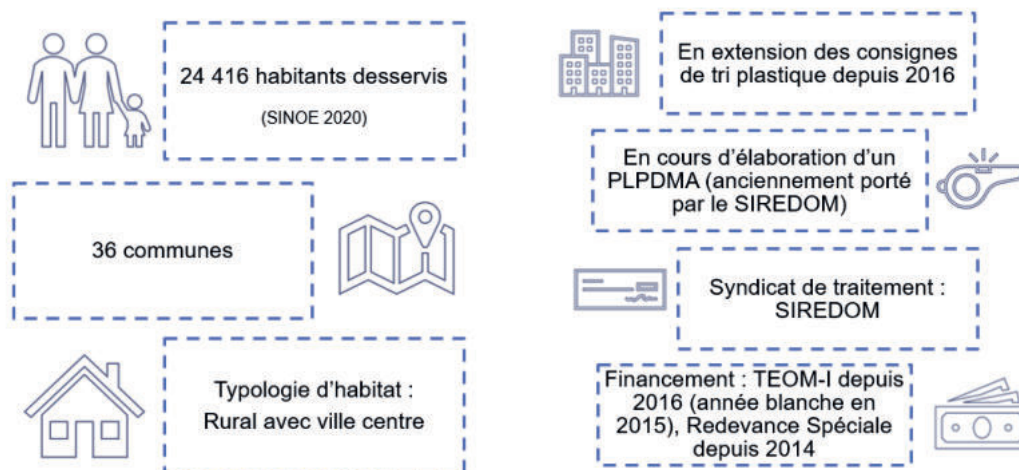 24 416 habitants desservis
(SINOE 2020)
36 communes
Typologie d'habitat :
Rural avec ville centre
En extension des consignes
de tri plastique depuis 2016
En cours d'élaboration d'un
PLPDMA (anciennement porté
par le SIREDOM)
Syndicat de traitement :
SIREDOM
Financement : TEOM-I depuis
2016 (année blanche en
2015), Redevance Spéciale
depuis 2014